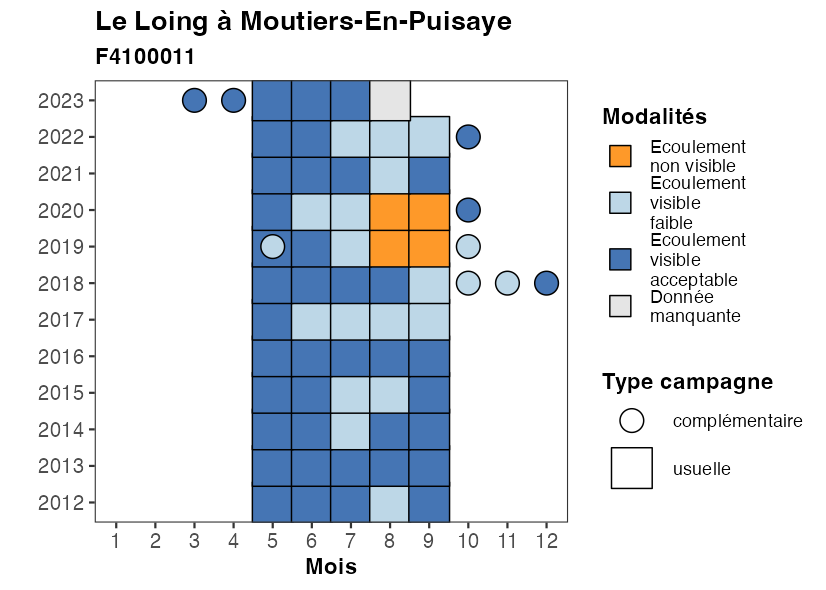 Le Loing à Moutiers-En-Puisaye
F4100011
2023
2022
2021
2020
2019
2018
2017
2016
2015
2014
2013
2012
1 2 3 4 5 6 7 8 9 10 11 12
Mois
Modalités
Ecoulement
non visible
Ecoulement
visible
faible
Ecoulement
visible
acceptable
Donnée
manquante
Type campagne
complémentaire
usuelle